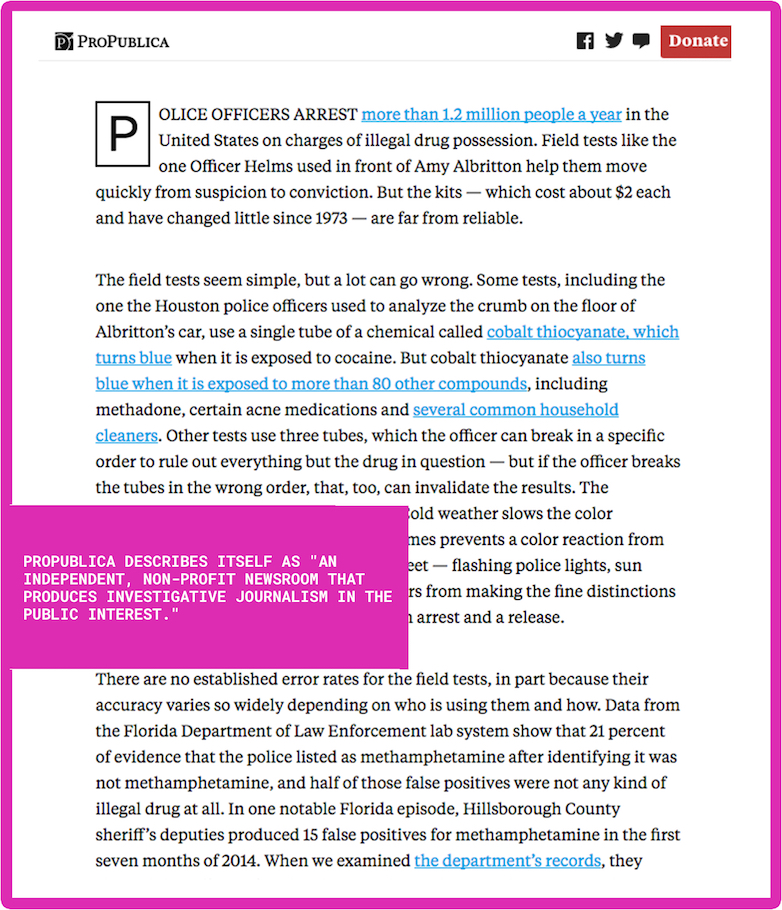 ProPublica
Donate
POLICE OFFICERS ARREST more than 1.2 million people a year in the
United States on charges of illegal drug possession. Field tests like the
one Officer Helms used in front of Amy Albritton help them move
quickly from suspicion to conviction. But the kits — which cost about $2 each
and have changed little since 1973 — are far from reliable.
The field tests seem simple, but a lot can go wrong. Some tests, including the
one the Houston police officers used to analyze the crumb on the floor of
Albritton’s car, use a single tube of a chemical called cobalt thiocyanate, which
turns blue when it is exposed to cocaine. But cobalt thiocyanate also turns
blue when it is exposed to more than 80 other compounds, including
methadone, certain acne medications and several common household
cleaners. Other tests use three tubes, which the officer can break in a specific
order to rule out everything but the drug in question — but if the officer breaks
the tubes in the wrong order, that, too, can invalidate the results. The
old weather slows the color
mes prevents a color reaction from
eet — flashing police lights, sun
rs from making the fine distinctions
arrest and a release.
PROPUBLICA DESCRIBES ITSELF AS "AN
INDEPENDENT, NON-PROFIT NEWSROOM THAT
PRODUCES INVESTIGATIVE JOURNALISM IN THE
PUBLIC INTEREST."
There are no established error rates for the field tests, in part because their
accuracy varies so widely depending on who is using them and how. Data from
the Florida Department of Law Enforcement lab system show that 21 percent
of evidence that the police listed as methamphetamine after identifying it was
not methamphetamine, and half of those false positives were not any kind of
illegal drug at all. In one notable Florida episode, Hillsborough County
sheriff’s deputies produced 15 false positives for methamphetamine in the first
seven months of 2014. When we examined the department’s records, they